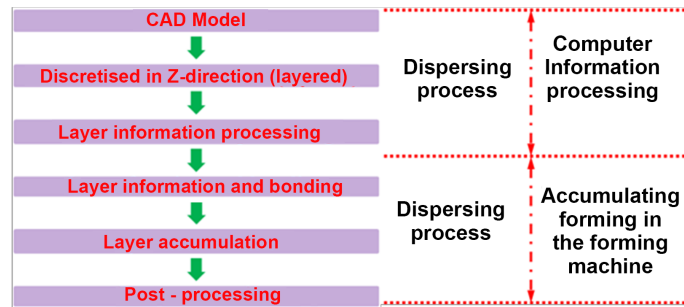 CAD Model
Discretised in Z-direction (layered)
Layer information processing
Layer information and bonding
Layer accumulation
Post - processing
Dispersing
process
Computer
Information
processing
Dispersing
process
Accumulating
forming in
the forming
machine